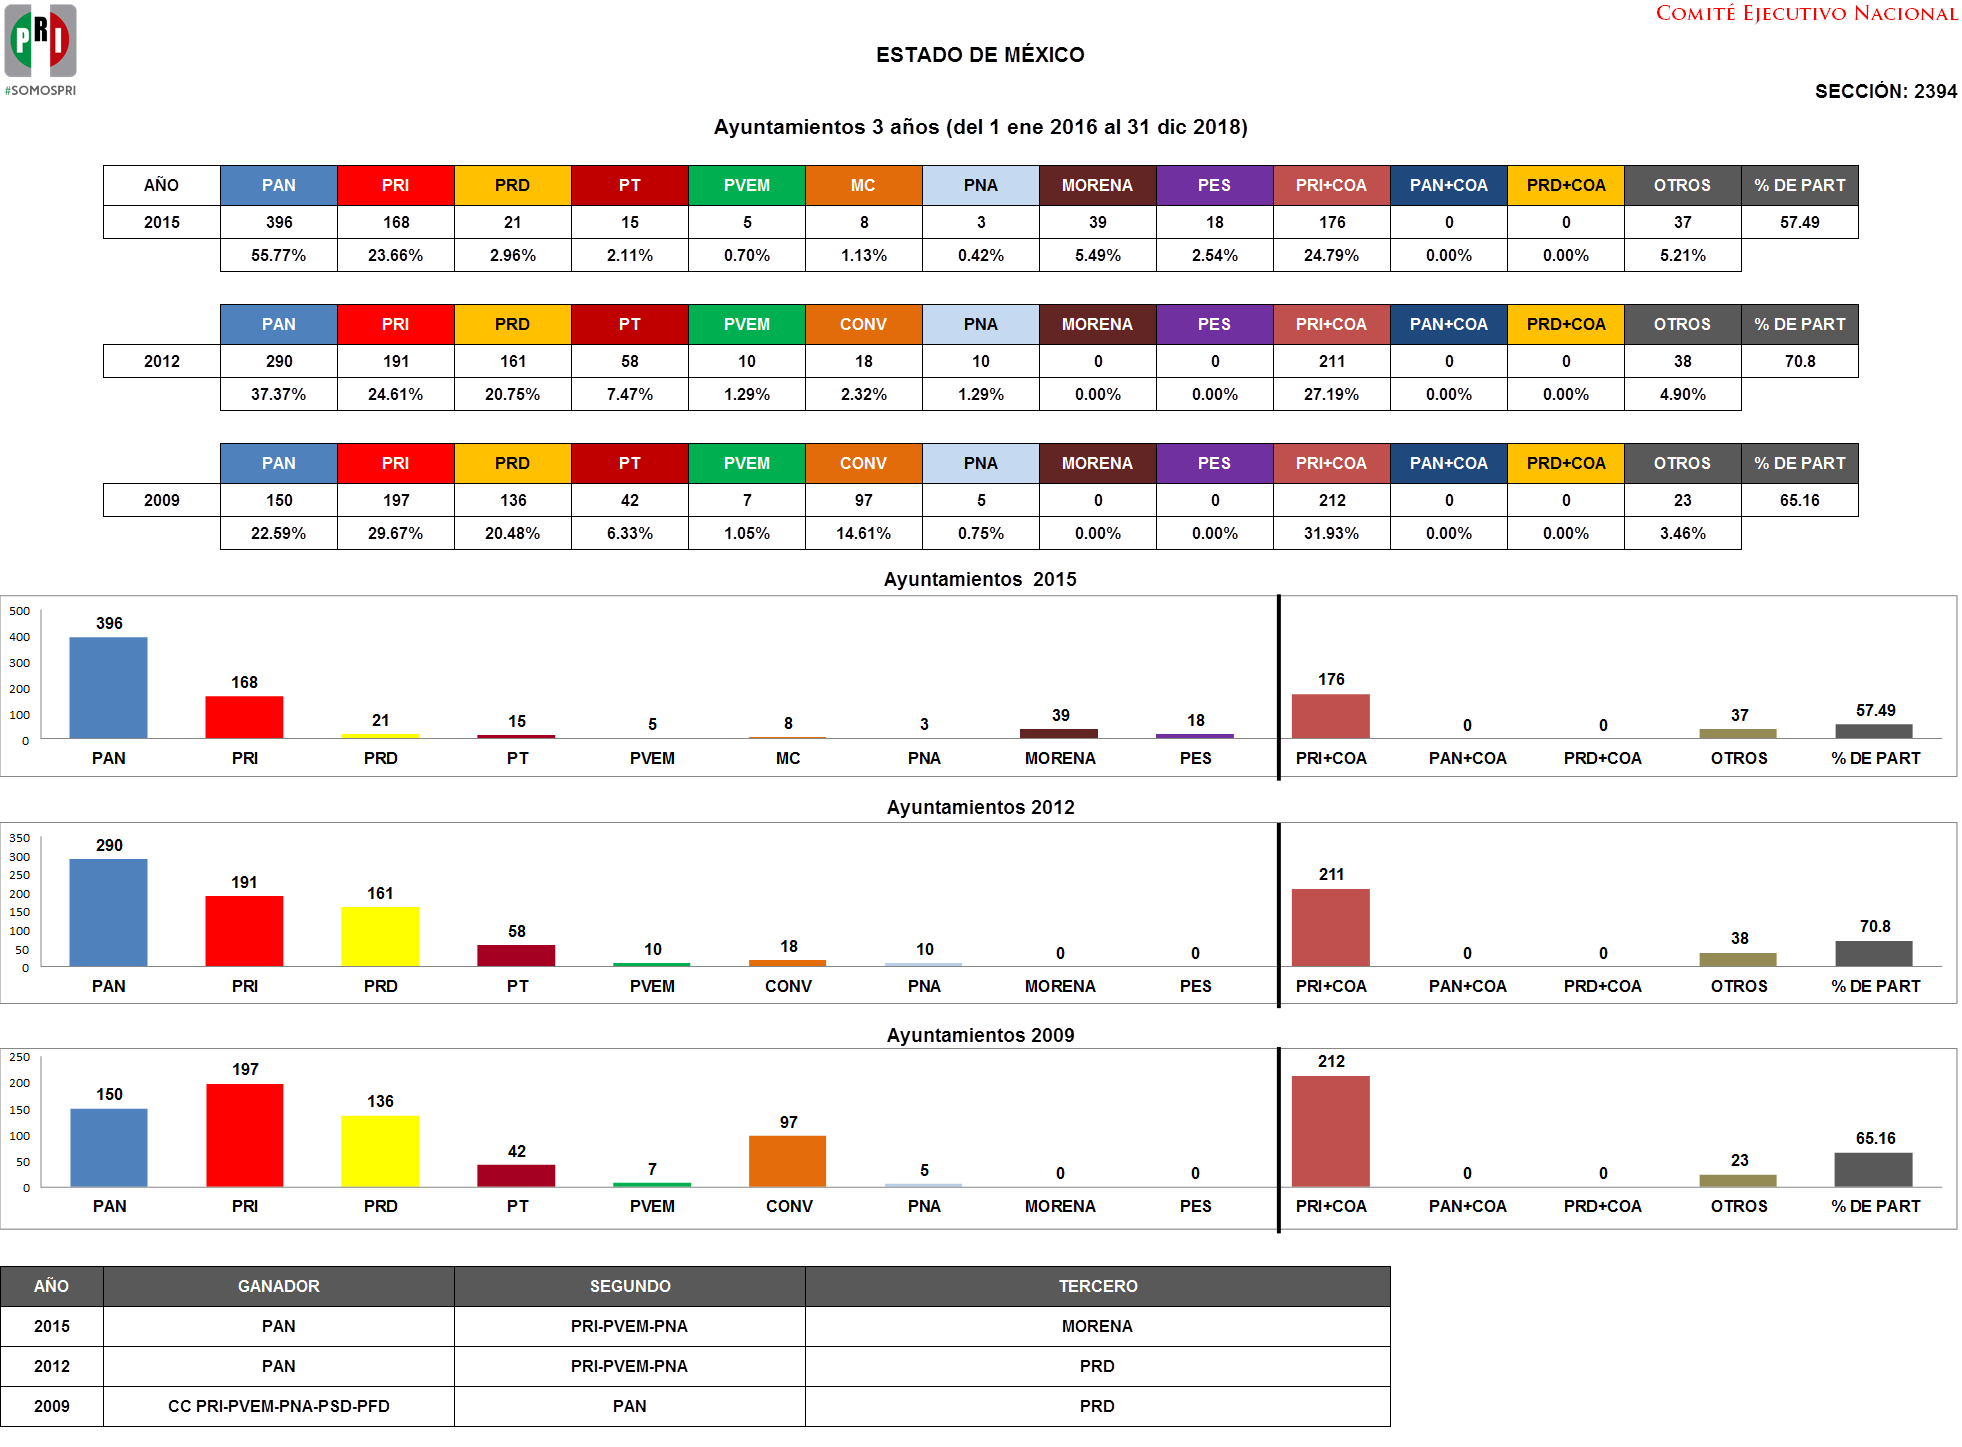 PRI
#SOMOSPRI
COMITÉ EJECUTIVO NACIONAL
ESTADO DE MÉXICO
SECCIÓN: 2394
Ayuntamientos 3 años (del 1 ene 2016 al 31 dic 2018)
AÑO PAN PRI PRD PT PVEM MC PNA MORENA PES PRI+COA PAN+COA PRD+COA OTROS % DE PART
2015 396 168 21 15 5 8 3 39 18 176 0 0 37 57.49
55.77% 23.66% 2.96% 2.11% 0.70% 1.13% 0.42% 5.49% 2.54% 24.79% 0.00% 0.00% 5.21%
PAN PRI PRD PT PVEM CONV PNA MORENA PES PRI+COA PAN+COA PRD+COA OTROS % DE PART
2012 290 191 161 58 10 18 10 0 0 211 0 0 38 70.8
37.37% 24.61% 20.75% 7.47% 1.29% 2.32% 1.29% 0.00% 0.00% 27.19% 0.00% 0.00% 4.90%
PAN PRI PRD PT PVEM CONV PNA MORENA PES PRI+COA PAN+COA PRD+COA OTROS % DE PART
2009 150 197 136 42 7 97 5 0 0 212 0 0 23 65.16
22.59% 29.67% 20.48% 6.33% 1.05% 14.61% 0.75% 0.00% 0.00% 31.93% 0.00% 0.00% 3.46%
Ayuntamientos 2015
500
400
300
200
100
0
396 168 21 15 5 8 3 39 18 176 0 0 37 57.49
PAN PRI PRD PT PVEM MC PNA MORENA PES PRI+COA PAN+COA PRD+COA OTROS % DE PART
Ayuntamientos 2012
350
300
250
200
150
100
50
0
290 191 161 58 10 18 10 0 0 211 0 0 38 70.8
PAN PRI PRD PT PVEM CONV PNA MORENA PES PRI+COA PAN+COA PRD+COA OTROS % DE PART
Ayuntamientos 2009
250
200
150
100
50
0
150 197 136 42 7 97 5 0 0 212 0 0 23 65.16
PAN PRI PRD PT PVEM CONV PNA MORENA PES PRI+COA PAN+COA PRD+COA OTROS % DE PART
AÑO GANADOR SEGUNDO TERCERO
2015 PAN PRI-PVEM-PNA MORENA
2012 PAN PRI-PVEM-PNA PRD
2009 CC PRI-PVEM-PNA-PSD-PFD PAN PRD